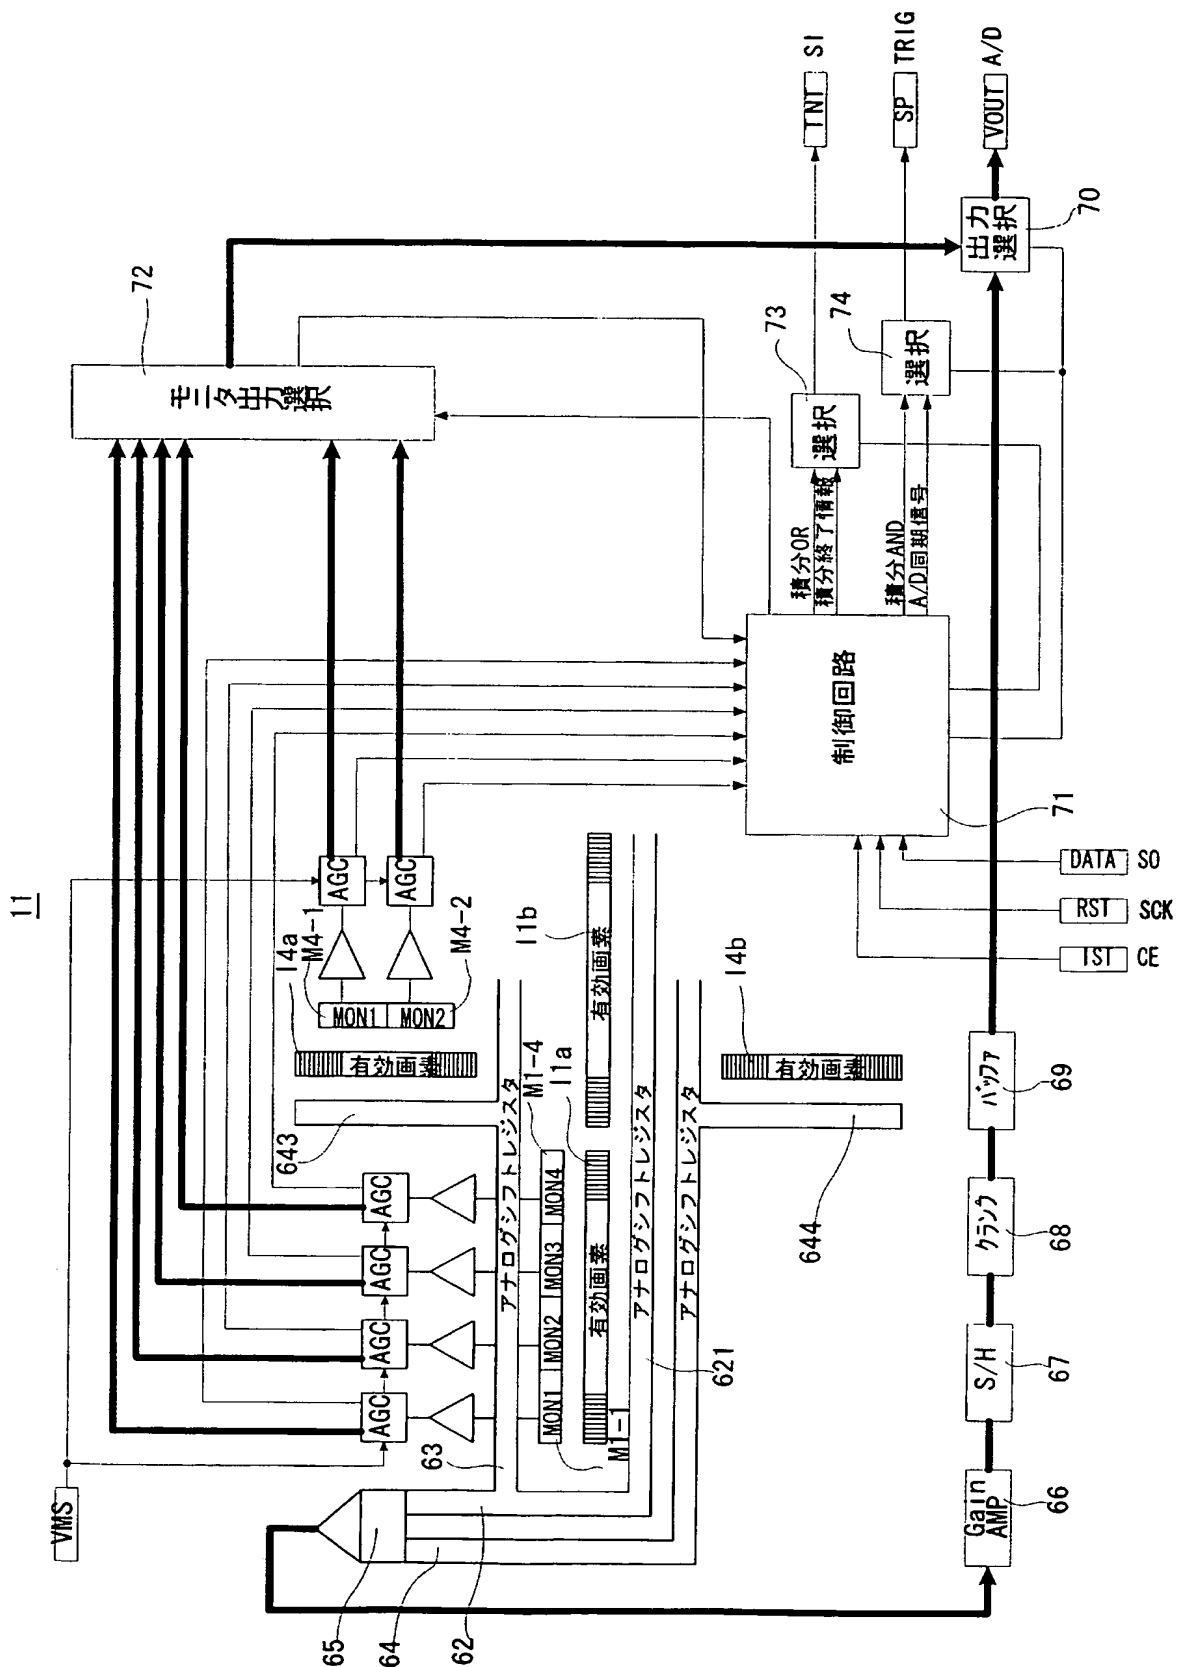 11
VMS
モニタ出力選択
72
AGC
AGC
AGC
AGC
AGC
AGC
14a
M4-1
MON1
MON2
M4-2
有効画素
643
63
アナログシフトレジスタ
MON1
MON2
MON3
MON4
M1-1
M1-4
有効画素
11a
有効画素
11b
アナログシフトレジスタ
621
アナログシフトレジスタ
有効画素
14b
644
65
64
62
制御回路
71
積分OR
積分終了情報
積分AND
A/D同期信号
選択
73
選択
74
TNT
SI
SP
TRIG
VOUT
A/D
出力選択
70
DATA
SO
RST
SCK
IST
CE
Gain
AMP
66
S/H
67
クランプ
68
バッファ
69